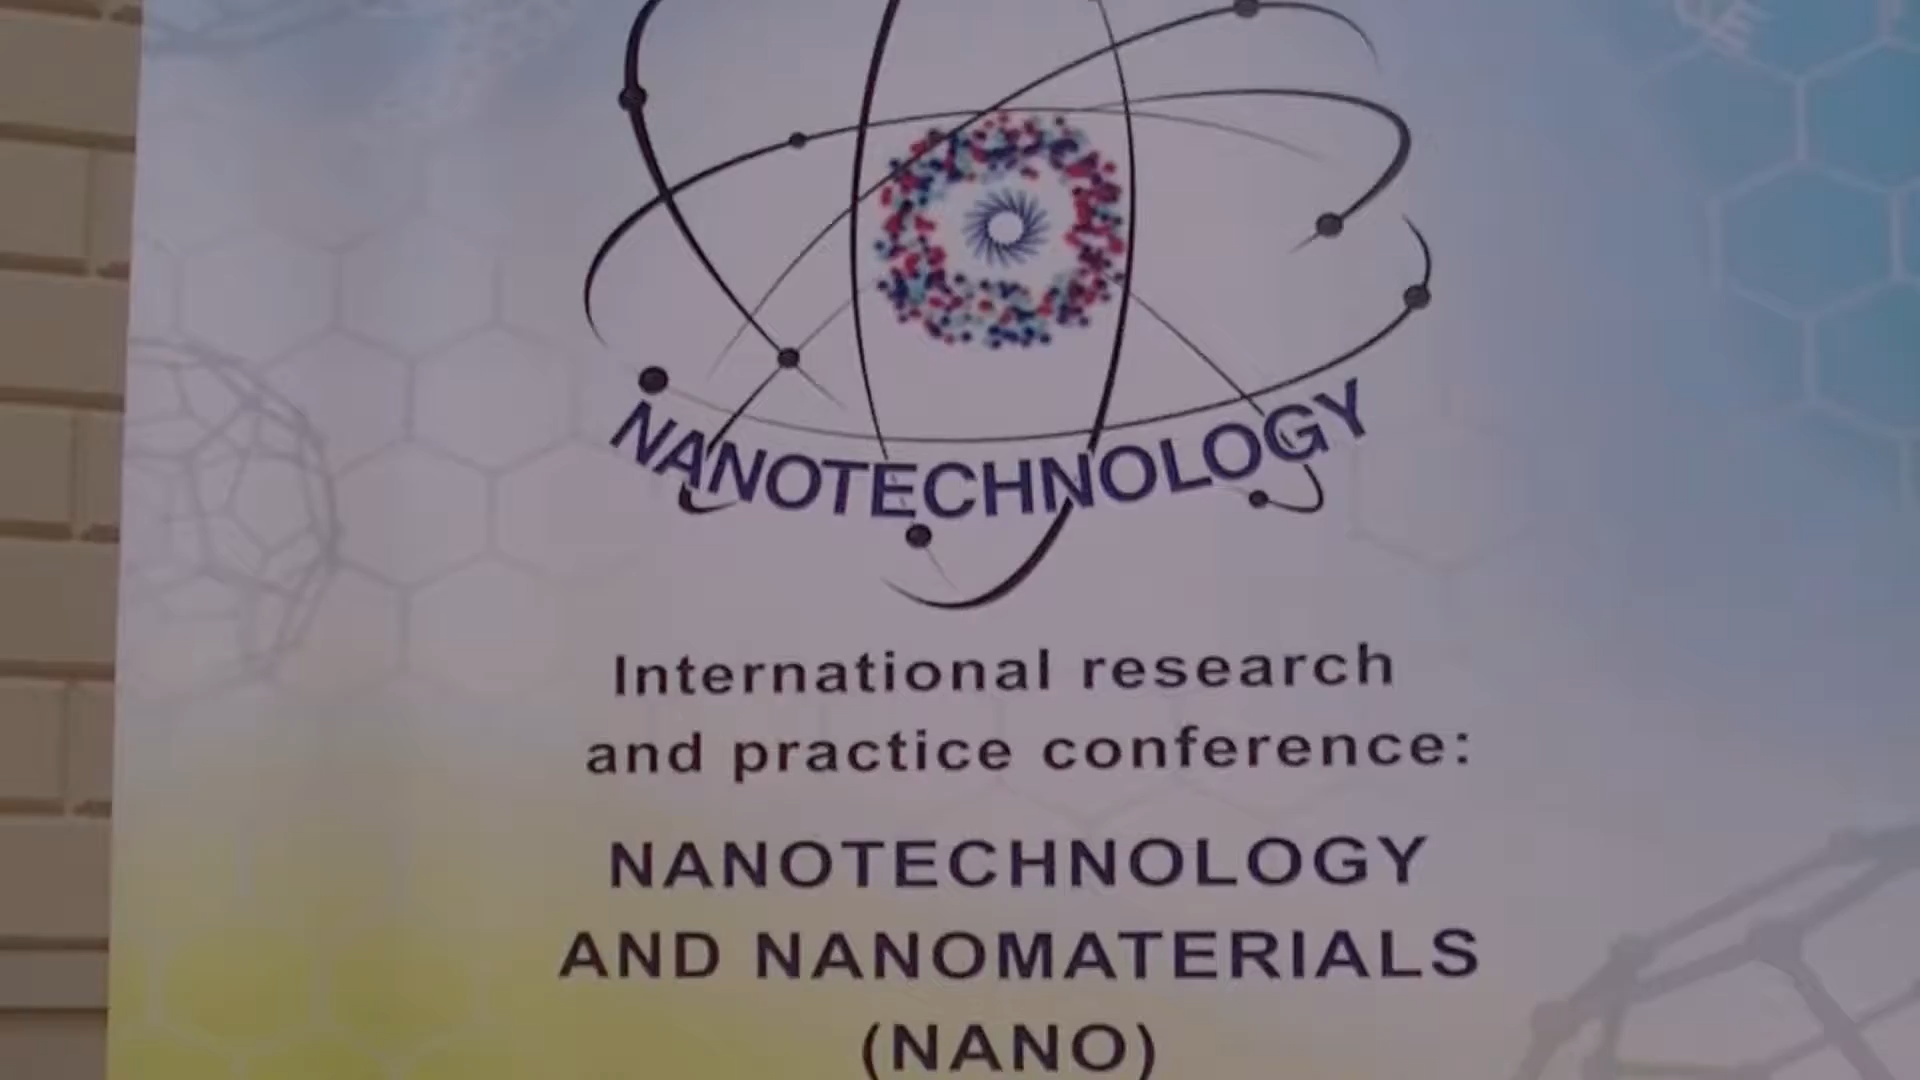 NANOTECHNOLOGY
International research
and practice conference:
NANOTECHNOLOGY
AND NANOMATERIALS
(NANO)